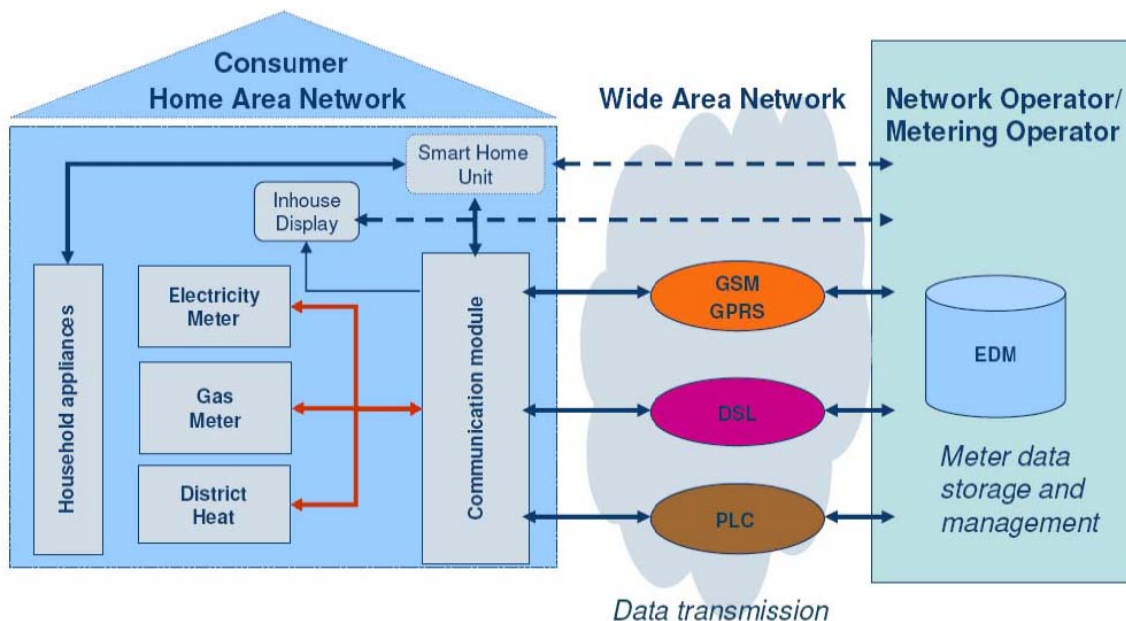 Consumer
Home Area Network
Wide Area Network
Network Operator/
Metering Operator
Smart Home
Unit
Inhouse
Display
Household appliances
Electricity
Meter
Gas
Meter
District
Heat
Communication module
GSM
GPRS
DSL
PLC
EDM
Meter data
storage and
management
Data transmission